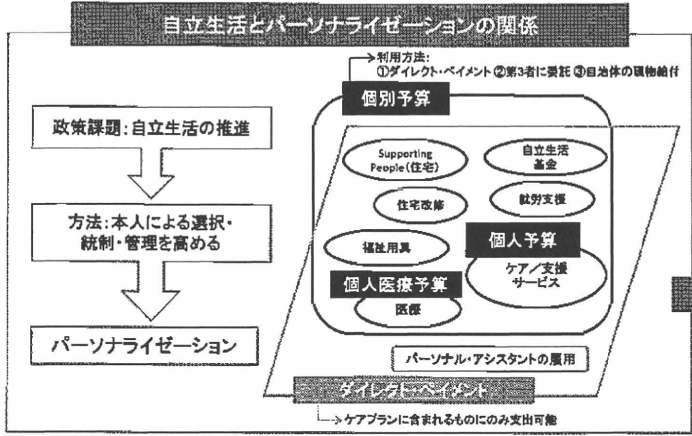 自立生活とパーソナライゼーションの関係
利用方法:
①ダイレクト・ペイメント ②第3者に委託 ③自治体の現物給付
個別予算
政策課題:自立生活の推進
方法:本人による選択・
統制・管理を高める
パーソナライゼーション
Supporting
People(住宅)
自立生活
基金
住宅改修
就労支援
福祉用具
個人予算
ケア/支援
サービス
個人医療予算
医療
パーソナル・アシスタントの雇用
ダイレクト・ペイメント
ケアプランに含まれるものにのみ支出可能